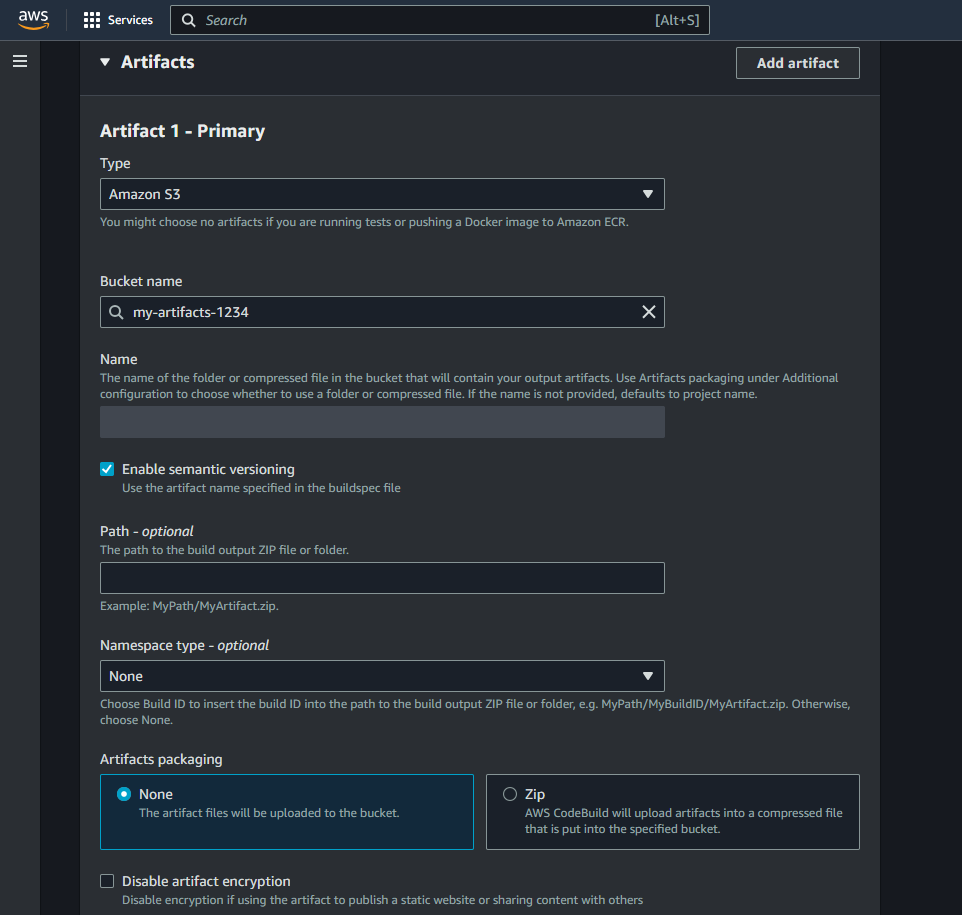 aws
Services
Search
[Alt+S]
Artifacts
Add artifact
Artifact 1 - Primary
Type
Amazon S3
You might choose no artifacts if you are running tests or pushing a Docker image to Amazon ECR.
Bucket name
my-artifacts-1234
Name
The name of the folder or compressed file in the bucket that will contain your output artifacts. Use Artifacts packaging under Additional
configuration to choose whether to use a folder or compressed file. If the name is not provided, defaults to project name.
Enable semantic versioning
Use the artifact name specified in the buildspec file
Path - optional
The path to the build output ZIP file or folder.
Example: MyPath/MyArtifact.zip.
Namespace type - optional
None
Choose Build ID to insert the build ID into the path to the build output ZIP file or folder, e.g. MyPath/MyBuildID/MyArtifact.zip. Otherwise,
choose None.
Artifacts packaging
None
The artifact files will be uploaded to the bucket.
Zip
AWS CodeBuild will upload artifacts into a compressed file
that is put into the specified bucket.
Disable artifact encryption
Disable encryption if using the artifact to publish a static website or sharing content with others